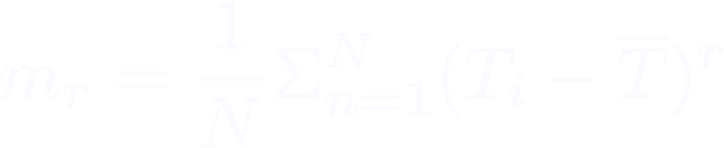 m_r = \frac{1}{N} \Sigma_{n=1}^{N} (T_i - \overline{T})^r